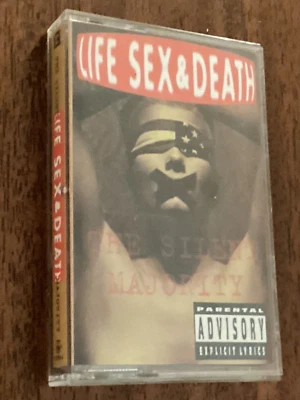 LIFE SEX&DEATH
THE SILENT
MAJORITY
PARENTAL
ADVISORY
EXPLICIT LYRICS
LIFE SEX&DEATH